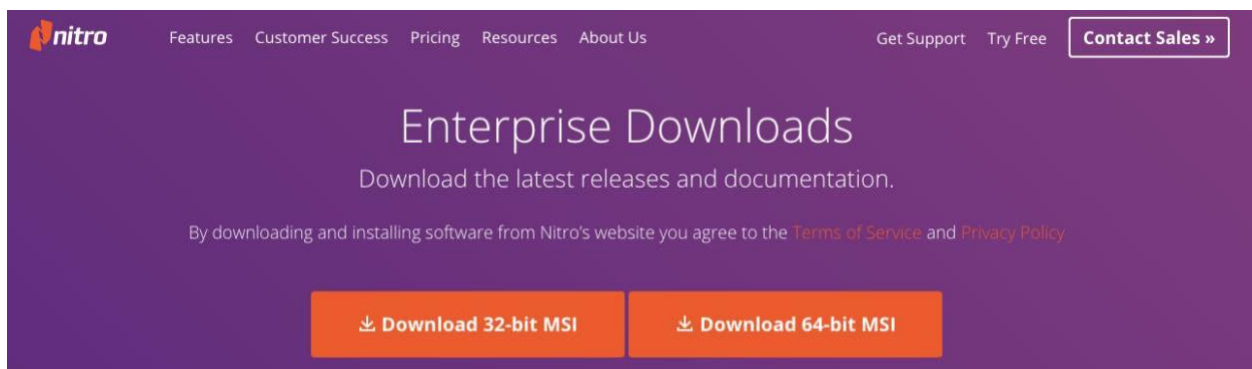 nitro Features Customer Success Pricing Resources About Us Get Support Try Free Contact Sales »
Enterprise Downloads
Download the latest releases and documentation.
By downloading and installing software from Nitro's website you agree to the Terms of Service and Privacy Policy
Download 32-bit MSI Download 64-bit MSI